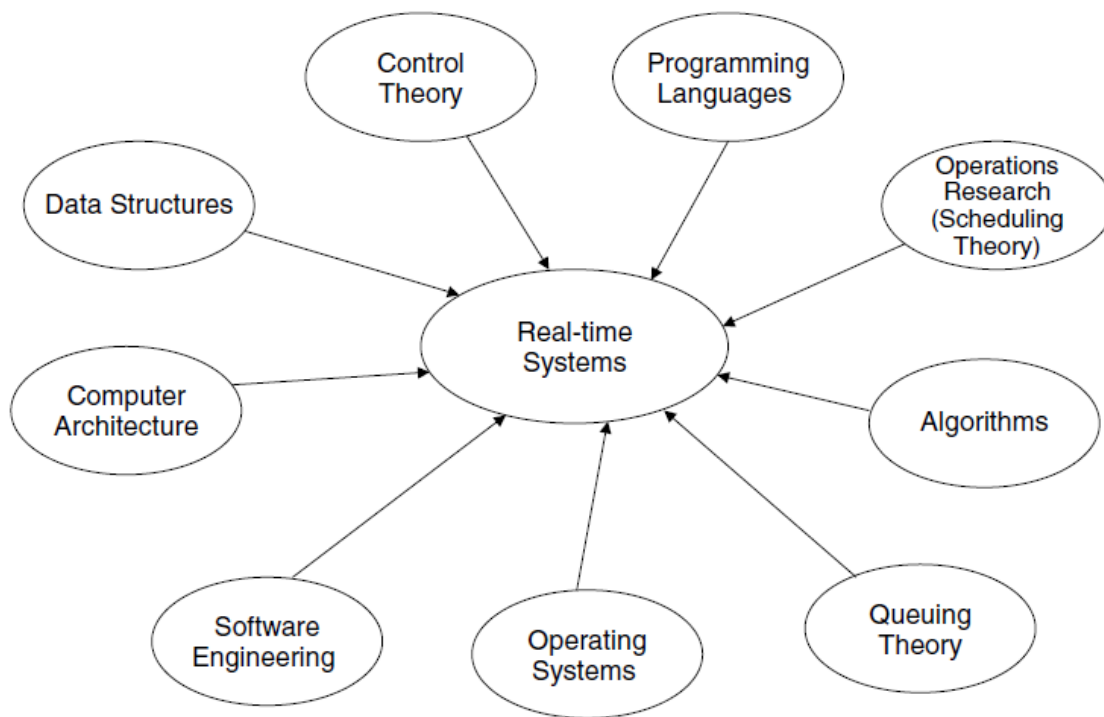 Control
Theory
Programming
Languages
Operations
Research
(Scheduling
Theory)
Data Structures
Real-time
Systems
Computer
Architecture
Algorithms
Software
Engineering
Operating
Systems
Queuing
Theory